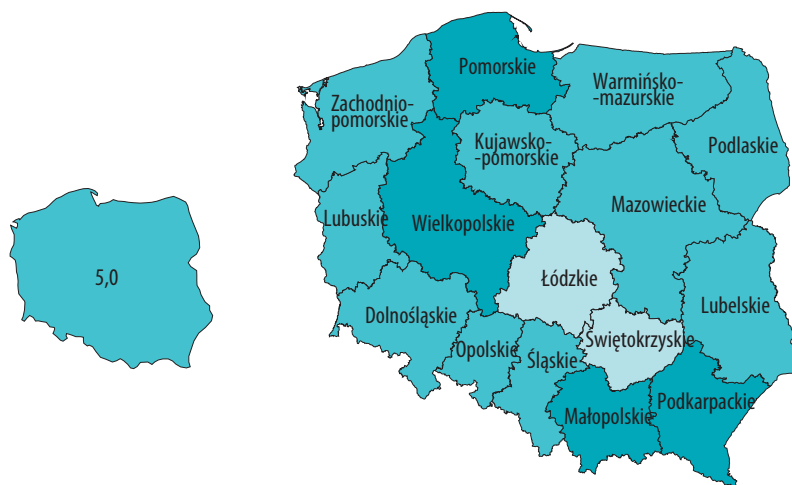 Pomorskie
Warmińsko-
-mazurskie
Zachodnio-
pomorskie
Kujawsko-
-pomorskie
Podlaskie
Mazowieckie
Lubuskie
Wielkopolskie
5,0
Łódzkie
Lubelskie
Dolnośląskie
Świętokrzyskie
Opolskie
Śląskie
Podkarpackie
Małopolskie